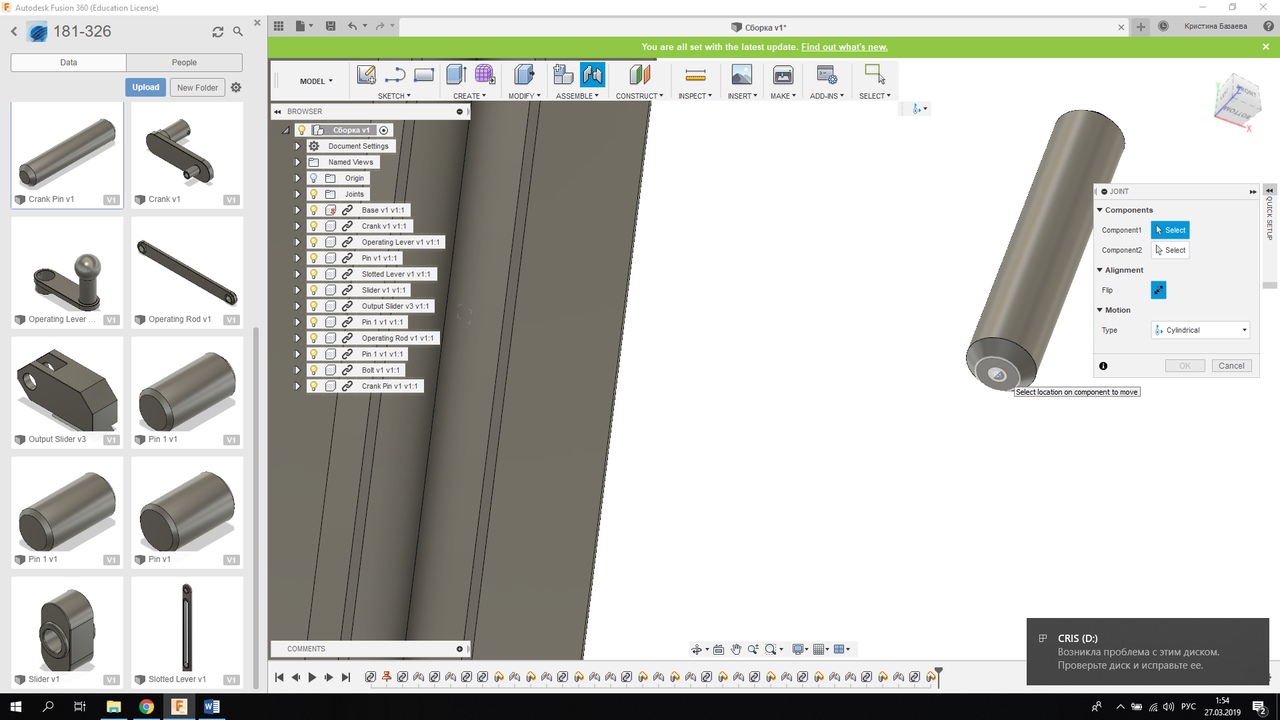 Autodesk Fusion 360 (Education License)
181-326
Сборка v1*
Кристина Базаева
You are all set with the latest update. Find out what's new.
Data
People
Upload
New Folder
MODEL
SKETCH
CREATE
MODIFY
ASSEMBLE
CONSTRUCT
INSPECT
INSERT
MAKE
ADD-INS
SELECT
BROWSER
Сборка v1
Document Settings
Named Views
Origin
Joints
Base v1 v1:1
Crank v1 v1:1
Operating Lever v1 v1:1
Pin v1 v1:1
Slotted Lever v1 v1:1
Slider v1 v1:1
Output Slider v3 v1:1
Pin 1 v1 v1:1
Operating Rod v1 v1:1
Pin 1 v1 v1:1
Bolt v1 v1:1
Crank Pin v1 v1:1
Crank Pin v1
V1
Crank v1
V1
Operating Lever ...
V1
Operating Rod v1
V1
Output Slider v3
V1
Pin 1 v1
V1
Pin 1 v1
V1
Pin v1
V1
Slider v1
V1
Slotted Lever v1
V1
FRONT
BOTTOM
X
JOINT
QUICK SETUP
Components
Component1
Select
Component2
Select
Alignment
Flip
Motion
Type
Cylindrical
OK
Cancel
Select location on component to move
COMMENTS
CRIS (D:)
Возникла проблема с этим диском.
Проверьте диск и исправьте ее.
РУС
1:54
27.03.2019
2